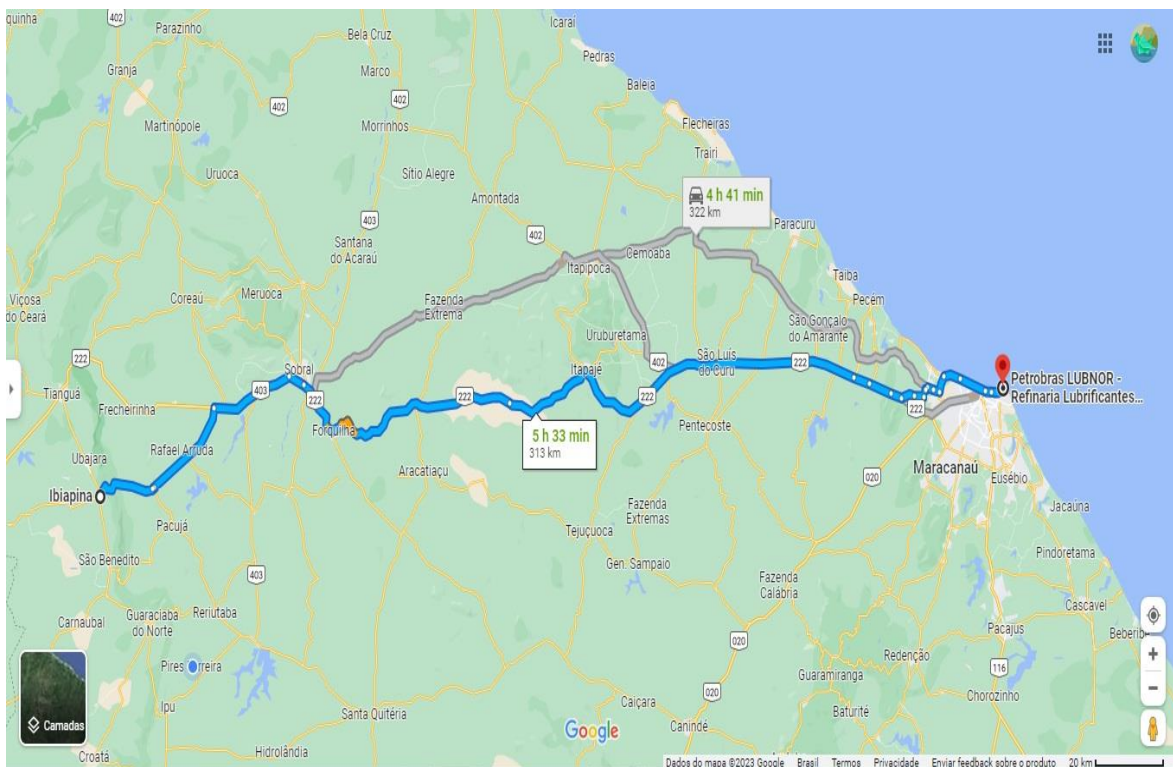 quinha
402
Parazinho
Granja
Bela Cruz
Marco
402
402
Icaraí
Pedras
Baleia
Martinópole
Morrinhos
Flecheiras
Trairi
Uruoca
Sítio Alegre
Amontada
4 h 41 min
322 km
403
Santana
do Acaraú
402
Cemoaba
Paracuru
Itapipoca
Taíba
Viçosa
do Ceará
Coreaú
Meruoca
Fazenda
Extrema
Pecém
São Gonçalo
do Amarante
Uruburetama
222
Tianguá
Sobral
403
222
Itapajé
402
São Luís
do Curu
222
Petrobras LUBNOR -
Refinaria Lubrificantes...
Frecheirinha
222
222
222
Forquilha
5 h 33 min
313 km
Pentecoste
Rafael Arruda
Ubajara
Aracatiaçu
Maracanaú
020
Eusébio
Ibiapina
Pacujá
Fazenda
Extremas
Jacaúna
Tejuçuoca
São Benedito
403
Gen. Sampaio
Pindoretama
Fazenda
Calábria
Carnaubal
Guaraciaba
do Norte
Reriutaba
Cascavel
Pacajus
020
Beberibe
Pires Ferreira
Redenção
116
Guaramiranga
Chorozinho
Ipu
020
Camadas
Santa Quitéria
Caiçara
Canindé
Baturité
Google
Croatá
Hidrolândia
Dados do mapa ©2023 Google Brasil Termos Privacidade Enviar feedback sobre o produto 20 km